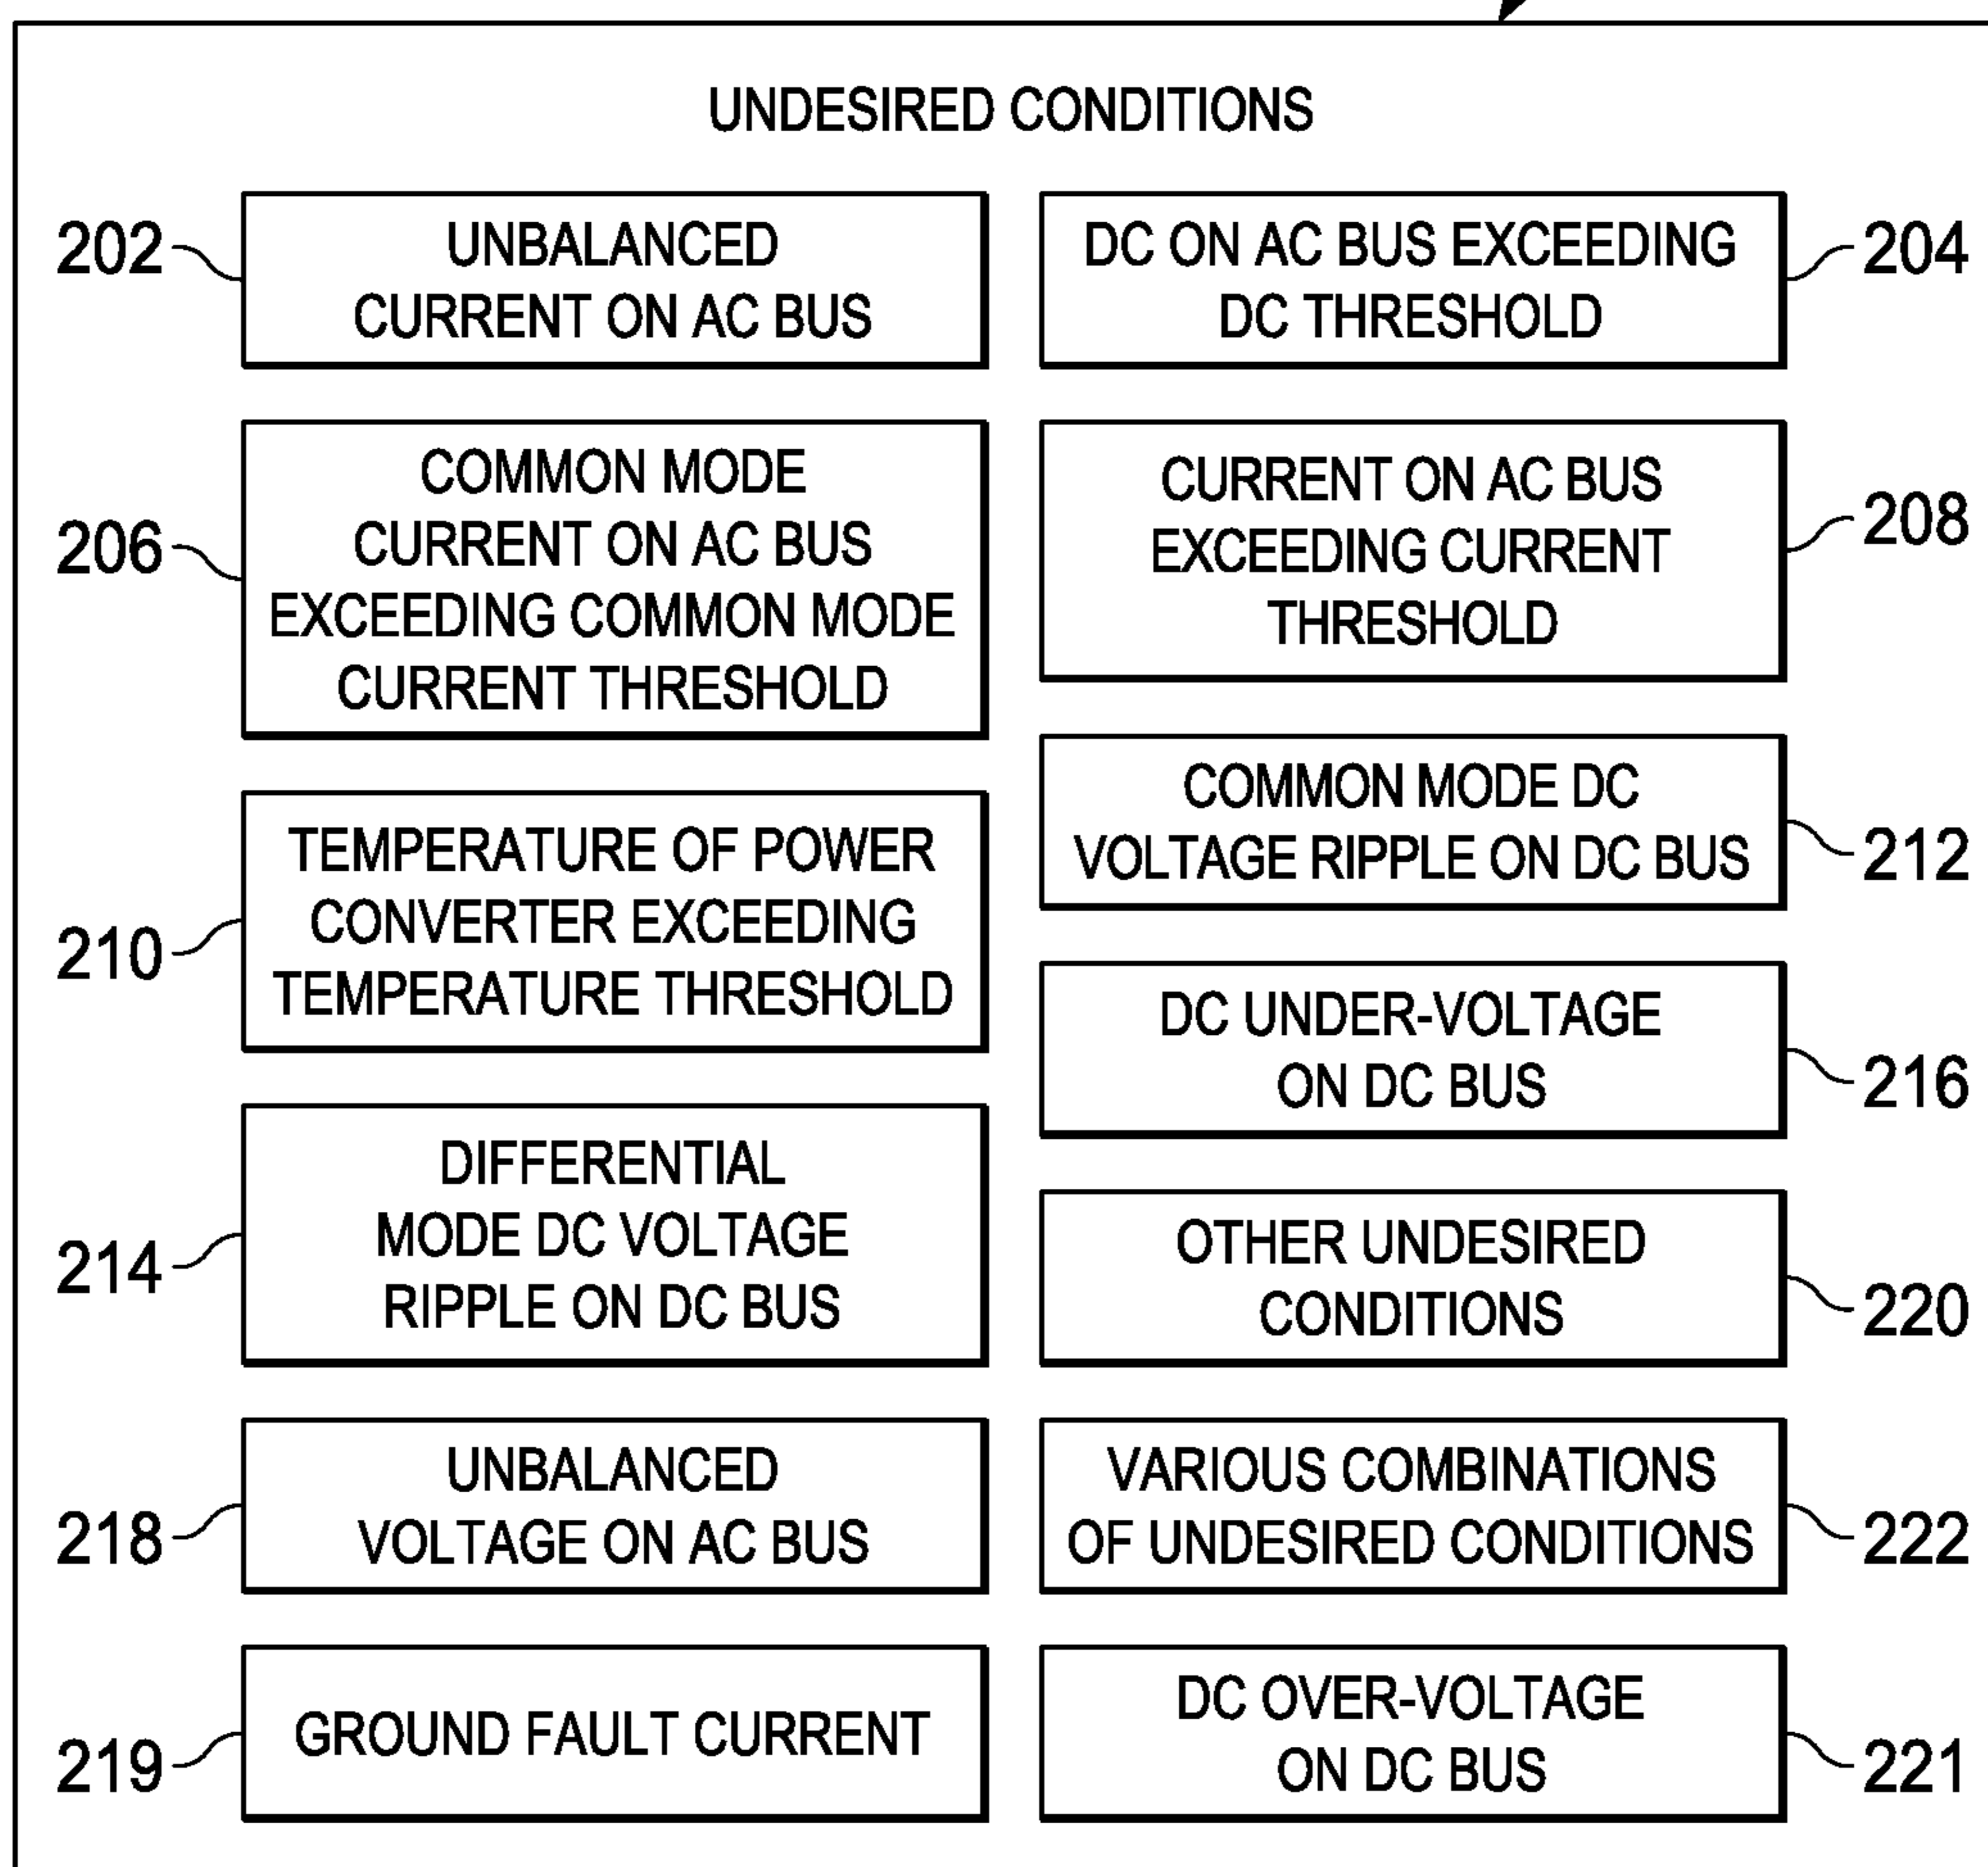 UNDESIRED CONDITIONS
202
UNBALANCED
CURRENT ON AC BUS
DC ON AC BUS EXCEEDING
DC THRESHOLD
204
206
COMMON MODE
CURRENT ON AC BUS
EXCEEDING COMMON MODE
CURRENT THRESHOLD
CURRENT ON AC BUS
EXCEEDING CURRENT
THRESHOLD
208
210
TEMPERATURE OF POWER
CONVERTER EXCEEDING
TEMPERATURE THRESHOLD
COMMON MODE DC
VOLTAGE RIPPLE ON DC BUS
212
214
DIFFERENTIAL
MODE DC VOLTAGE
RIPPLE ON DC BUS
DC UNDER-VOLTAGE
ON DC BUS
216
OTHER UNDESIRED
CONDITIONS
220
218
UNBALANCED
VOLTAGE ON AC BUS
VARIOUS COMBINATIONS
OF UNDESIRED CONDITIONS
222
219
GROUND FAULT CURRENT
DC OVER-VOLTAGE
ON DC BUS
221